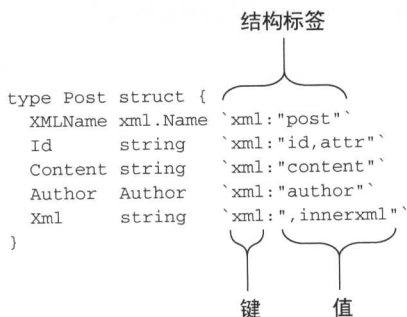 结构标签
type Post struct {
  XMLName xml.Name `xml:"post"`
  Id      string   `xml:"id,attr"`
  Content string   `xml:"content"`
  Author  Author   `xml:"author"`
  Xml     string   `xml:",innerxml"`
}
键 值